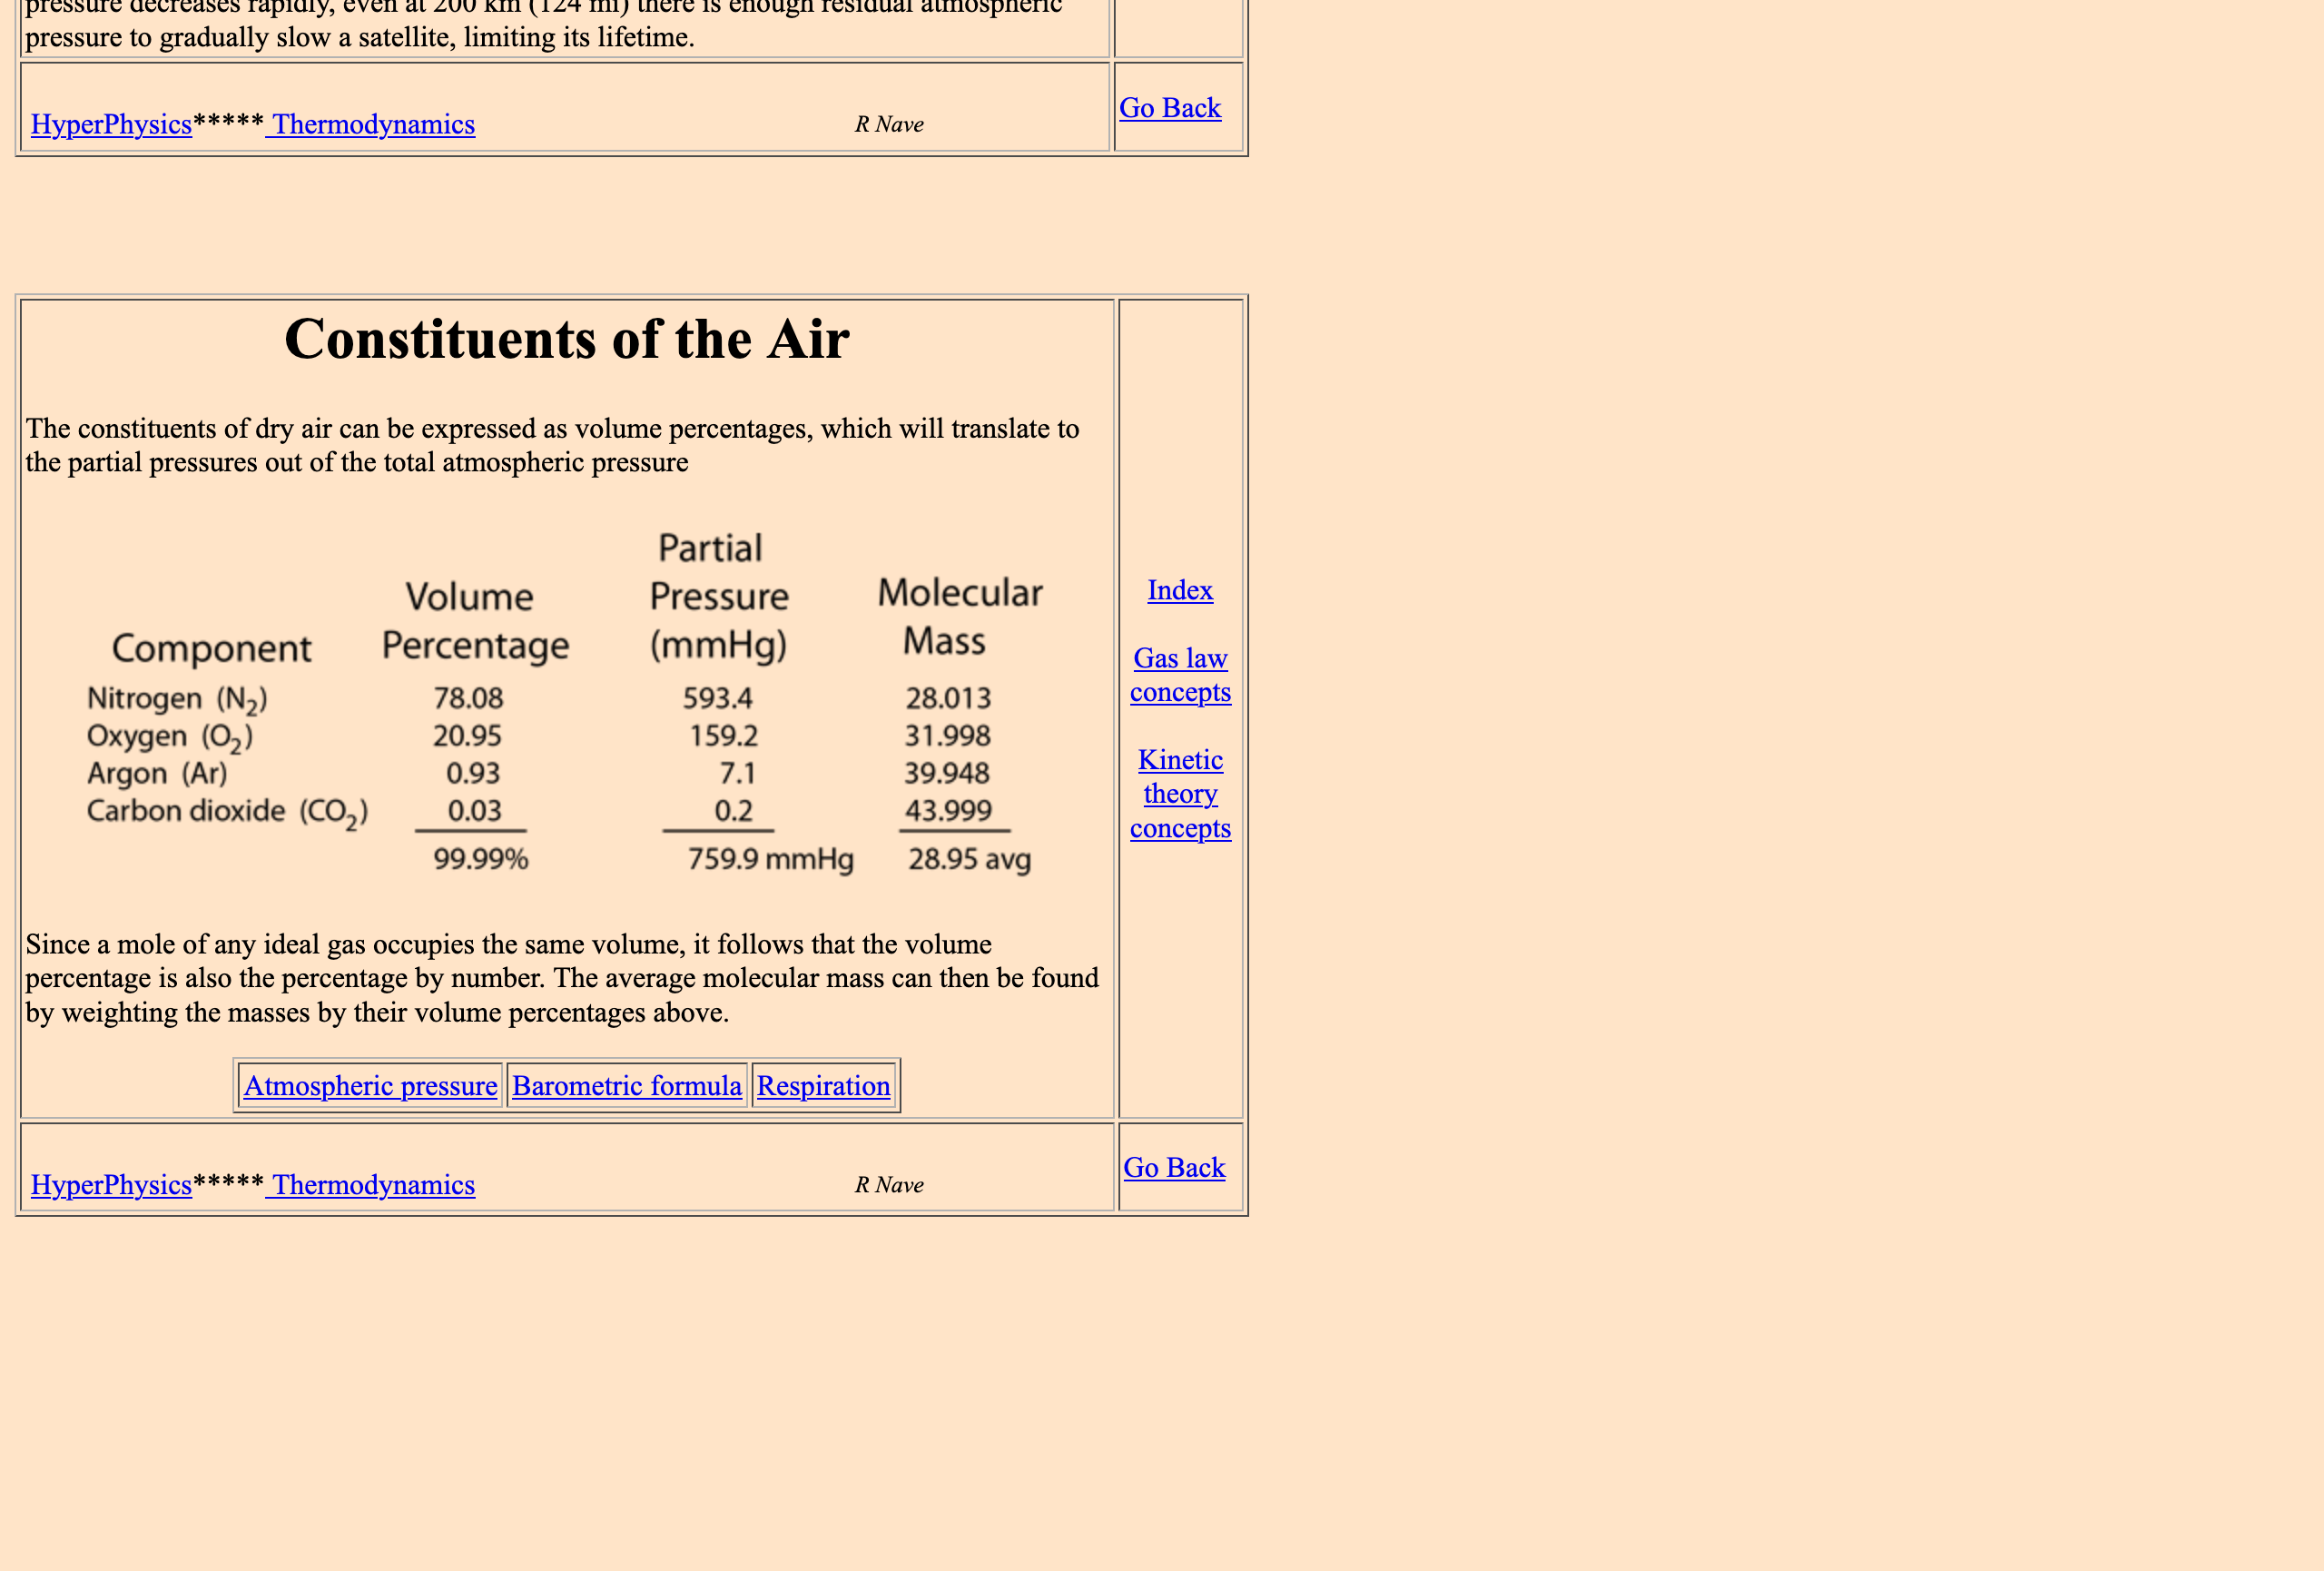 pressure decreases rapidly, even at 200 km (124 mi) there is enough residual atmospheric
pressure to gradually slow a satellite, limiting its lifetime.
HyperPhysics***** Thermodynamics R Nave
Go Back
Constituents of the Air
The constituents of dry air can be expressed as volume percentages, which will translate to
the partial pressures out of the total atmospheric pressure
Component Volume Percentage Partial Pressure (mmHg) Molecular Mass
Nitrogen (N₂) 78.08 593.4 28.013
Oxygen (O₂) 20.95 159.2 31.998
Argon (Ar) 0.93 7.1 39.948
Carbon dioxide (CO₂) 0.03 0.2 43.999
99.99% 759.9 mmHg 28.95 avg
Since a mole of any ideal gas occupies the same volume, it follows that the volume
percentage is also the percentage by number. The average molecular mass can then be found
by weighting the masses by their volume percentages above.
Atmospheric pressure Barometric formula Respiration
Index
Gas law
concepts
Kinetic
theory
concepts
HyperPhysics***** Thermodynamics R Nave
Go Back